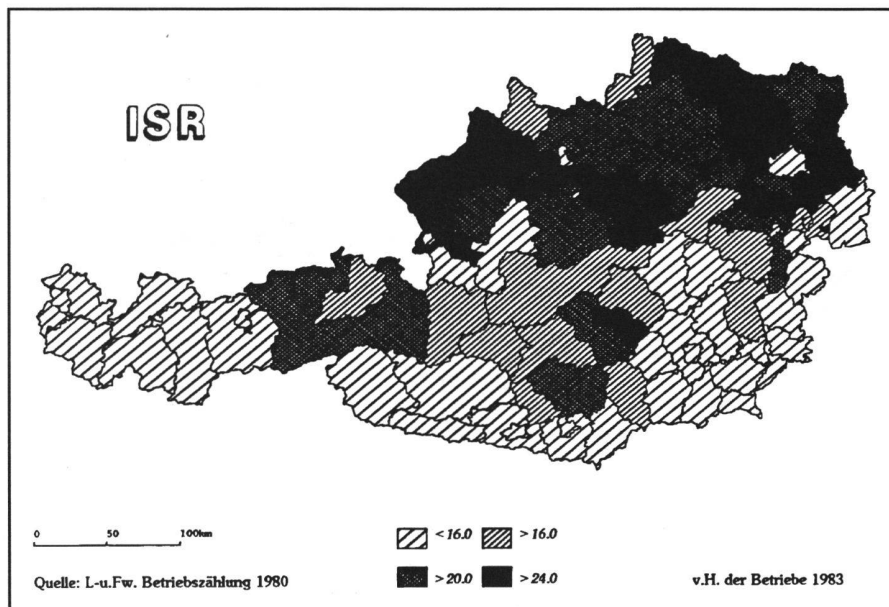 ISR
0 50 100km
< 16.0 > 16.0
> 20.0 > 24.0
Quelle: L-u.Fw. Betriebszählung 1980
v.H. der Betriebe 1983